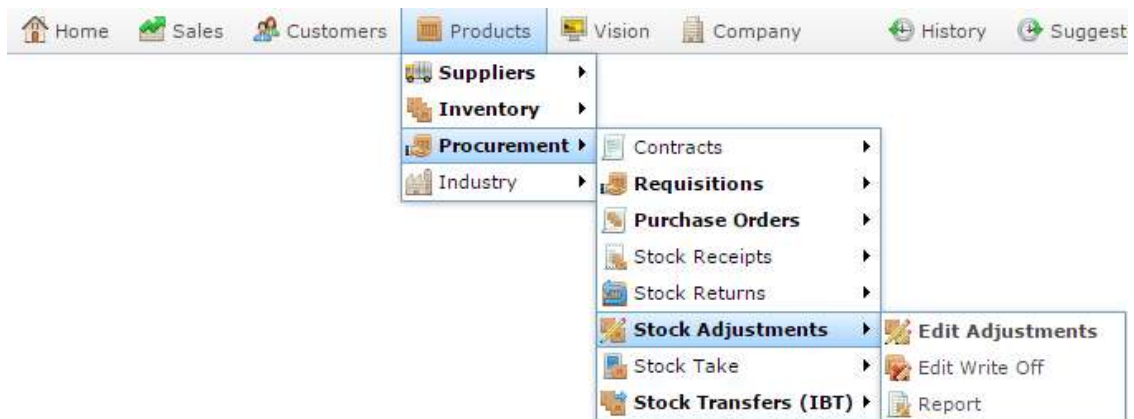 Home Sales Customers Products Vision Company History Suggest
Suppliers
Inventory
Procurement Contracts
Industry Requisitions
Purchase Orders
Stock Receipts
Stock Returns
Stock Adjustments Edit Adjustments
Stock Take Edit Write Off
Stock Transfers (IBT) Report